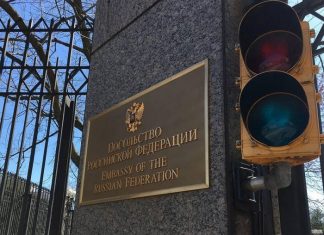 Посольство
Российской Федерации
Embassy of the
Russian Federation